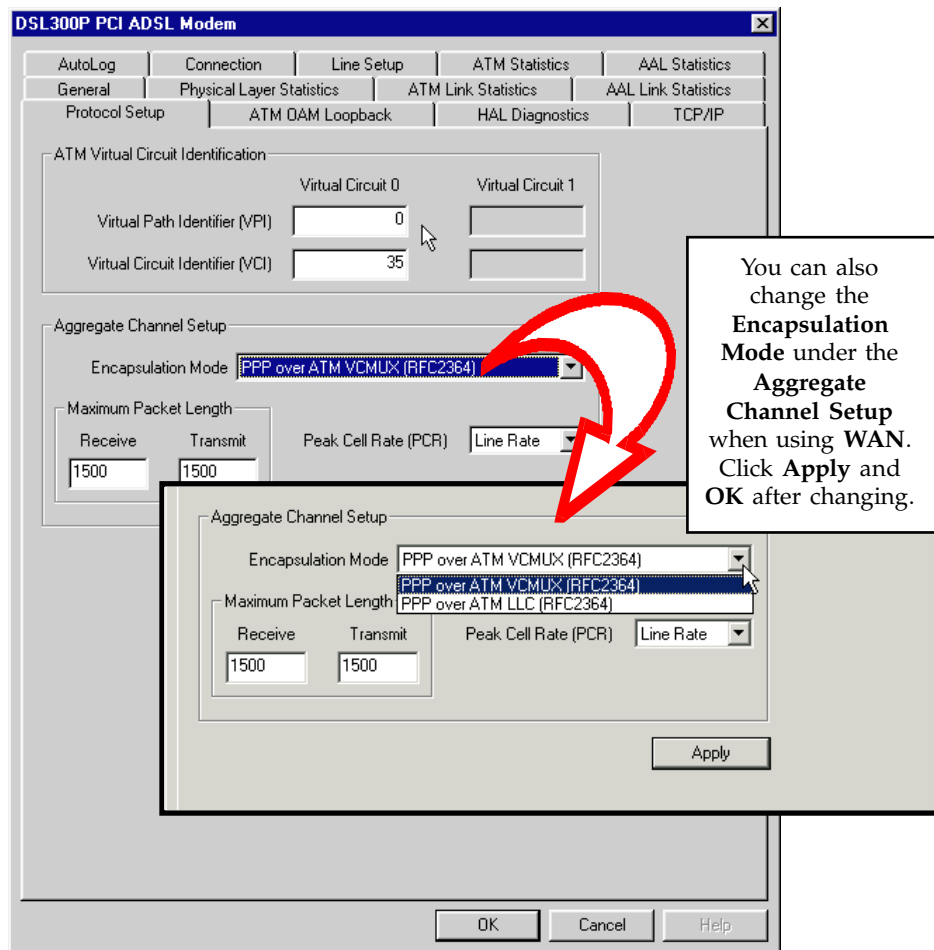 DSL300P PCI ADSL Modem
AutoLog Connection Line Setup ATM Statistics AAL Statistics
General Physical Layer Statistics ATM Link Statistics AAL Link Statistics
Protocol Setup ATM OAM Loopback HAL Diagnostics TCP/IP
ATM Virtual Circuit Identification
Virtual Circuit 0 Virtual Circuit 1
Virtual Path Identifier (VPI) 0
Virtual Circuit Identifier (VCI) 35
You can also
change the
Encapsulation
Mode under the
Aggregate
Channel Setup
when using WAN.
Click Apply and
OK after changing.
Aggregate Channel Setup
Encapsulation Mode PPP over ATM VCMUX (RFC2364)
Maximum Packet Length
Receive Transmit Peak Cell Rate (PCR) Line Rate
1500 1500
Aggregate Channel Setup
Encapsulation Mode PPP over ATM VCMUX (RFC2364)
PPP over ATM VCMUX (RFC2364)
Maximum Packet Length PPP over ATM LLC (RFC2364)
Receive Transmit Peak Cell Rate (PCR) Line Rate
1500 1500
Apply
OK Cancel Help